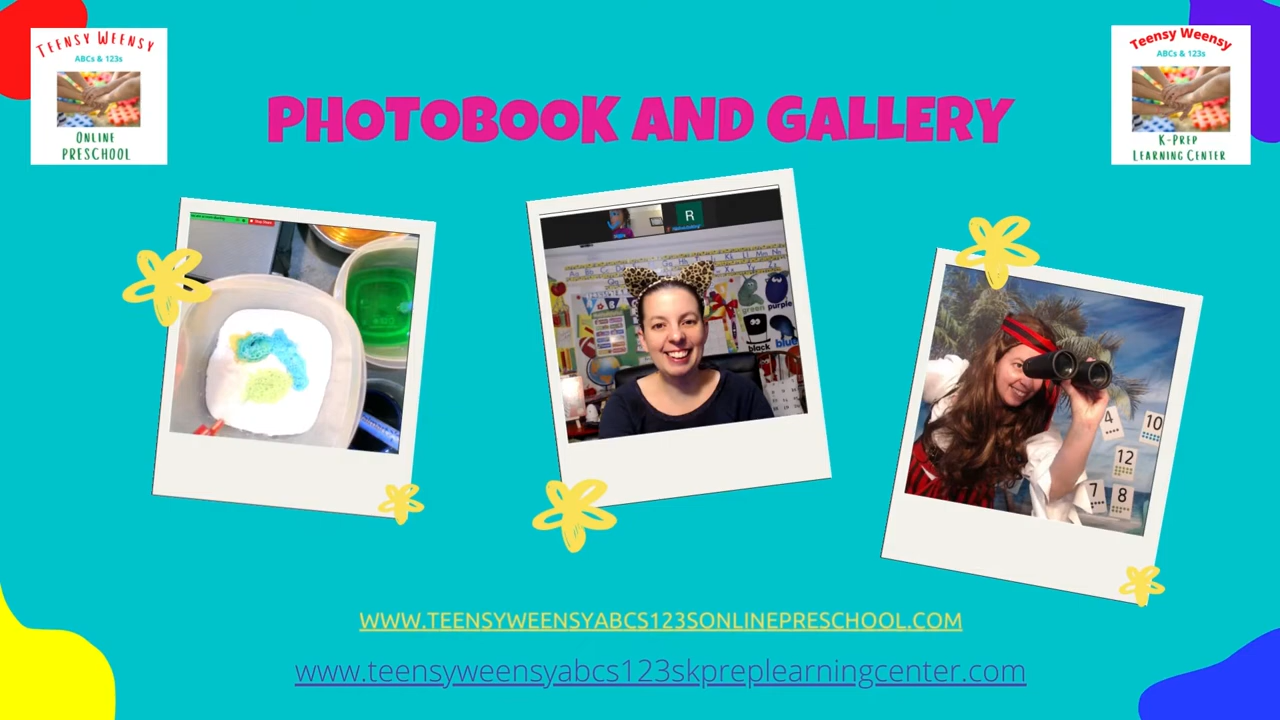 TEENSY WEENSY
ABCs & 123s
ONLINE
PRESCHOOL
Teensy Weensy
ABCs & 123s
K-PREP
LEARNING CENTER
PHOTOBOOK AND GALLERY
R
green purple
black blue
4
10
12
7 8
WWW.TEENSYWEENSYABCS123SONLINEPRESCHOOL.COM
www.teensyweensyabcs123skpreplearningcenter.com